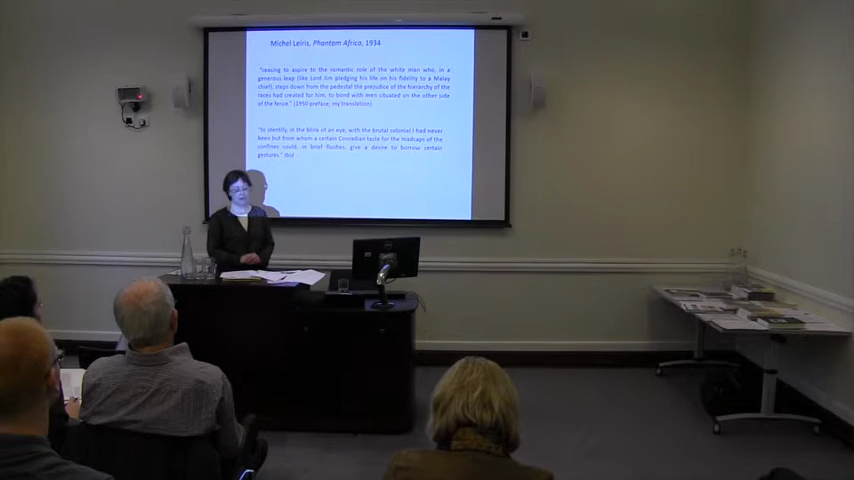 Michel Leiris, Phantom Africa, 1934
"ceasing to aspire to the romantic role of the white man who, in a
generous leap (like Lord Jim pledging his life on his fidelity to a Malay
chief), steps down from the pedestal the prejudice of the hierarchy of the
races had created for him, to bond with men situated on the other side
of the fence." (1950 preface; my translation)
"to identify, in the blink of an eye, with the brutal colonial I had never
been but from whom a certain Conradian taste for the madcaps of the
confines could, in brief flushes, give a desire to borrow certain
gestures." Ibid